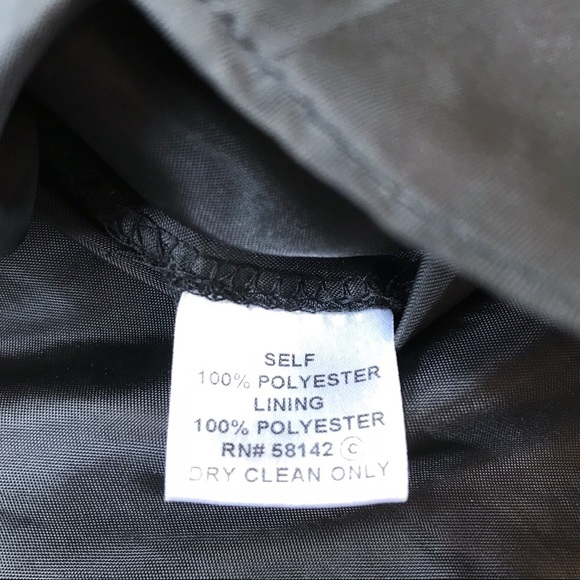 SELF
100% POLYESTER
LINING
100% POLYESTER
RN# 58142 ©
DRY CLEAN ONLY